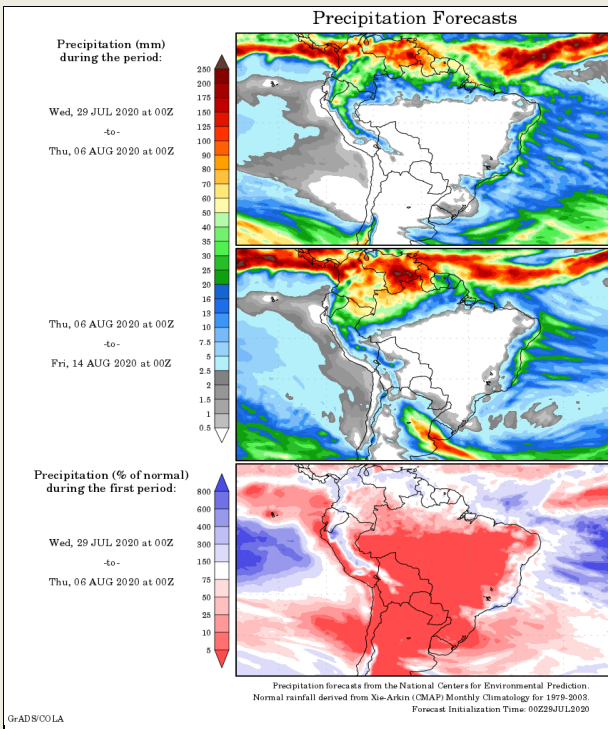 Precipitation Forecasts
Precipitation (mm)
during the period:
Wed, 29 JUL 2020 at 00Z
-to-
Thu, 06 AUG 2020 at 00Z
250
200
175
150
125
100
90
80
70
60
50
40
35
30
25
20
16
13
10
7.5
5
2.5
2
1.5
1
0.5
Thu, 06 AUG 2020 at 00Z
-to-
Fri, 14 AUG 2020 at 00Z
Precipitation (% of normal)
during the first period:
Wed, 29 JUL 2020 at 00Z
-to-
Thu, 06 AUG 2020 at 00Z
800
600
400
300
150
75
50
25
10
5
Precipitation forecasts from the National Centers for Environmental Prediction.
Normal rainfall derived from Xie-Arkin (CMAP) Monthly Climatology for 1979-2003.
Forecast Initialization Time: 00Z29JUL2020
GrADS/COLA